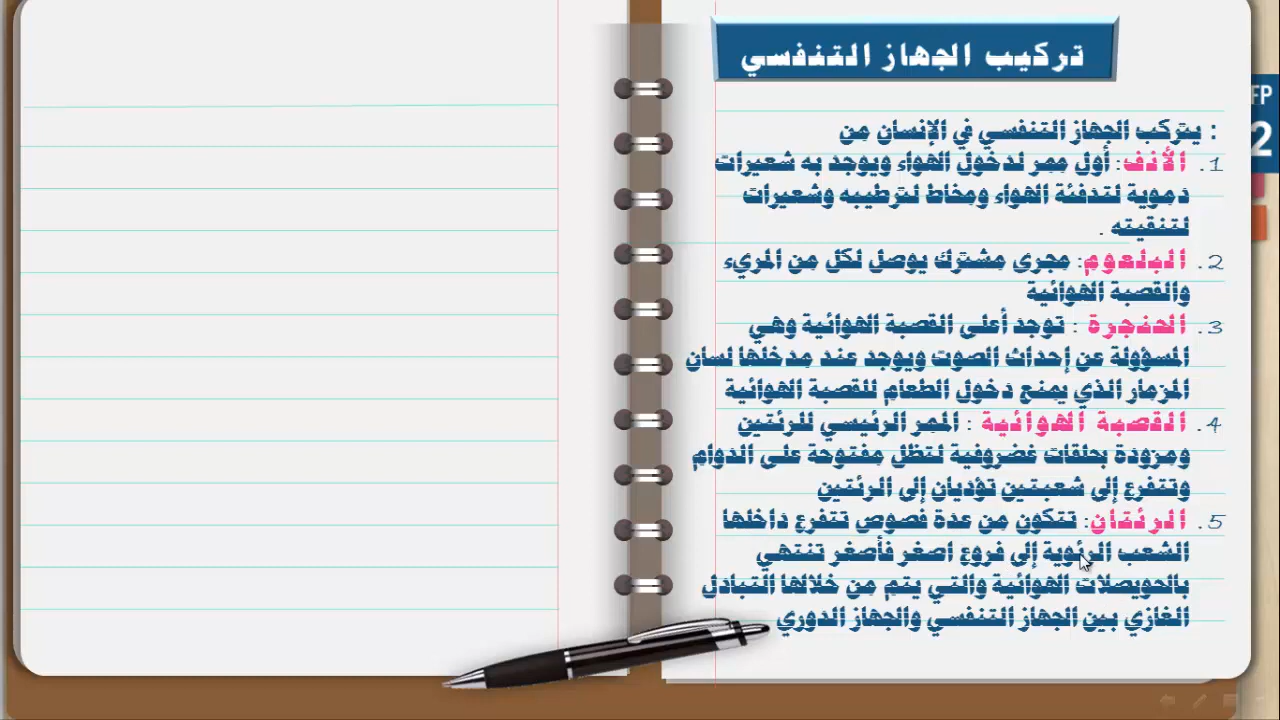 تركيب الجهاز التنفسي
يتركب الجهاز التنفسي في الإنسان من :
1. الأنف: أول ممر لدخول الهواء ويوجد به شعيرات
دموية لتدفئة الهواء ومخاط لترطيبه وشعيرات
لتنقيته .
2. البلعوم: مجرى مشترك يوصل لكل من المريء
والقصبة الهوائية
3. الحنجرة : توجد أعلى القصبة الهوائية وهي
المسؤولة عن إحداث الصوت ويوجد عند مدخلها لسان
المزمار الذي يمنع دخول الطعام للقصبة الهوائية
4. القصبة الهوائية : الممر الرئيسي للرئتين
ومزودة بحلقات غضروفية لتظل مفتوحة على الدوام
وتتفرع إلى شعبتين تؤديان إلى الرئتين
5. الرئتان: تتكون من عدة فصوص تتفرع داخلها
الشعب الرئوية إلى فروع اصغر فأصغر تنتهي
بالحويصلات الهوائية والتي يتم من خلالها التبادل
الغازي بين الجهاز التنفسي والجهاز الدوري
FP
2